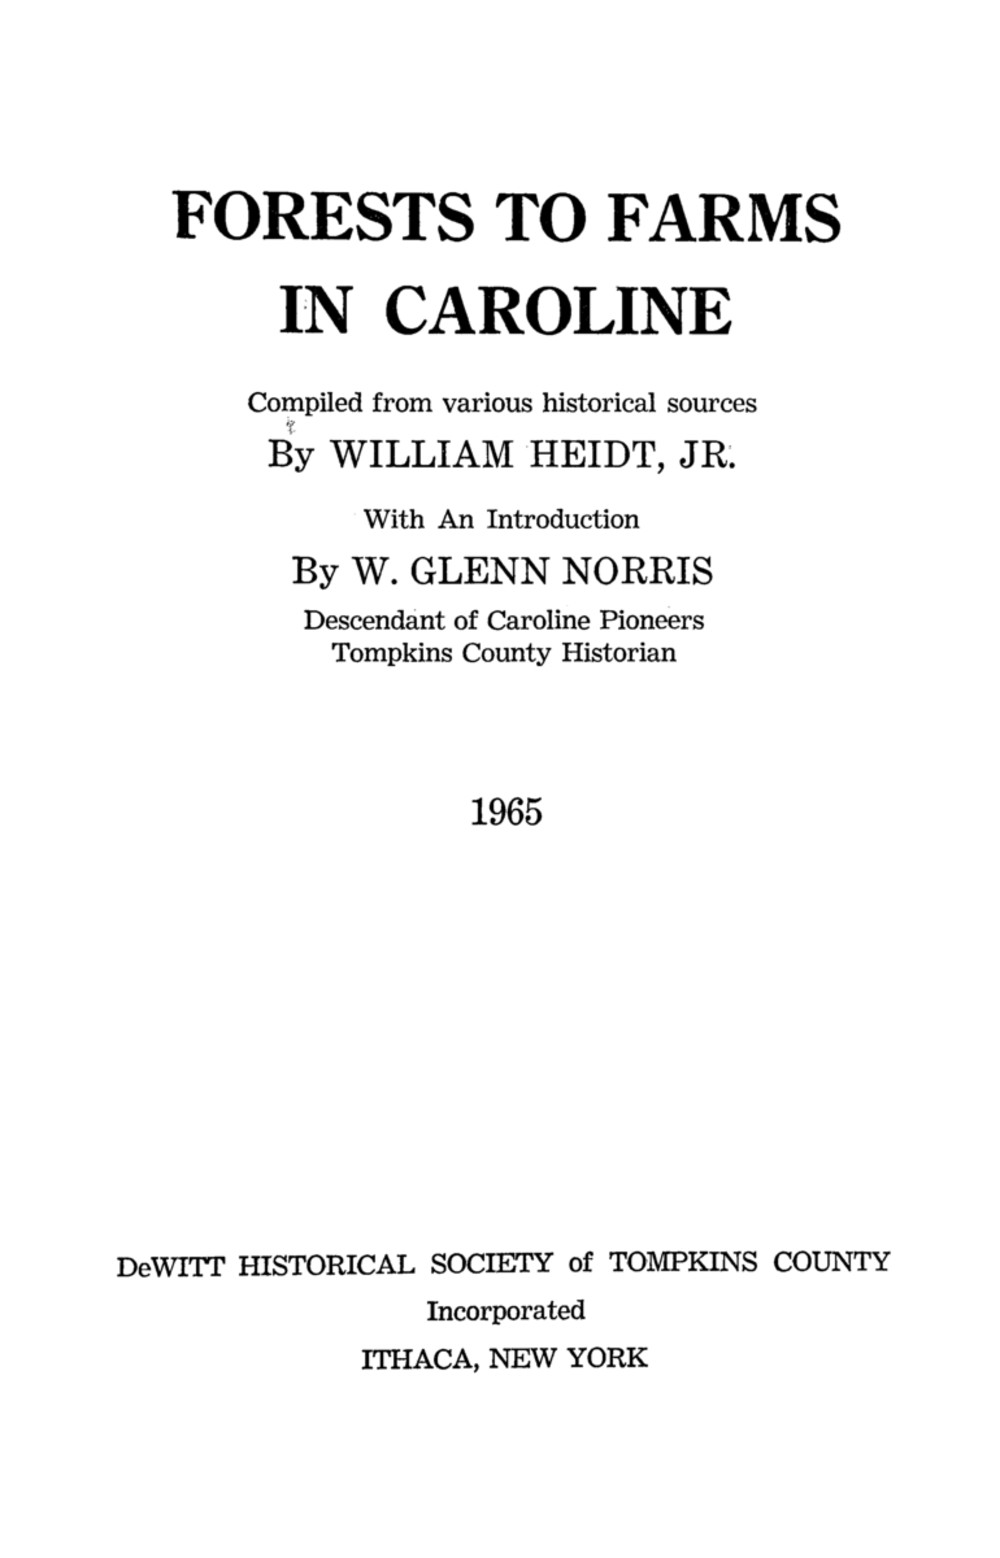 FORESTS TO FARMS
IN CAROLINE
Compiled from various historical sources
By WILLIAM HEIDT, JR.
With An Introduction
By W. GLENN NORRIS
Descendant of Caroline Pioneers
Tompkins County Historian
1965
DeWITT HISTORICAL SOCIETY of TOMPKINS COUNTY
Incorporated
ITHACA, NEW YORK